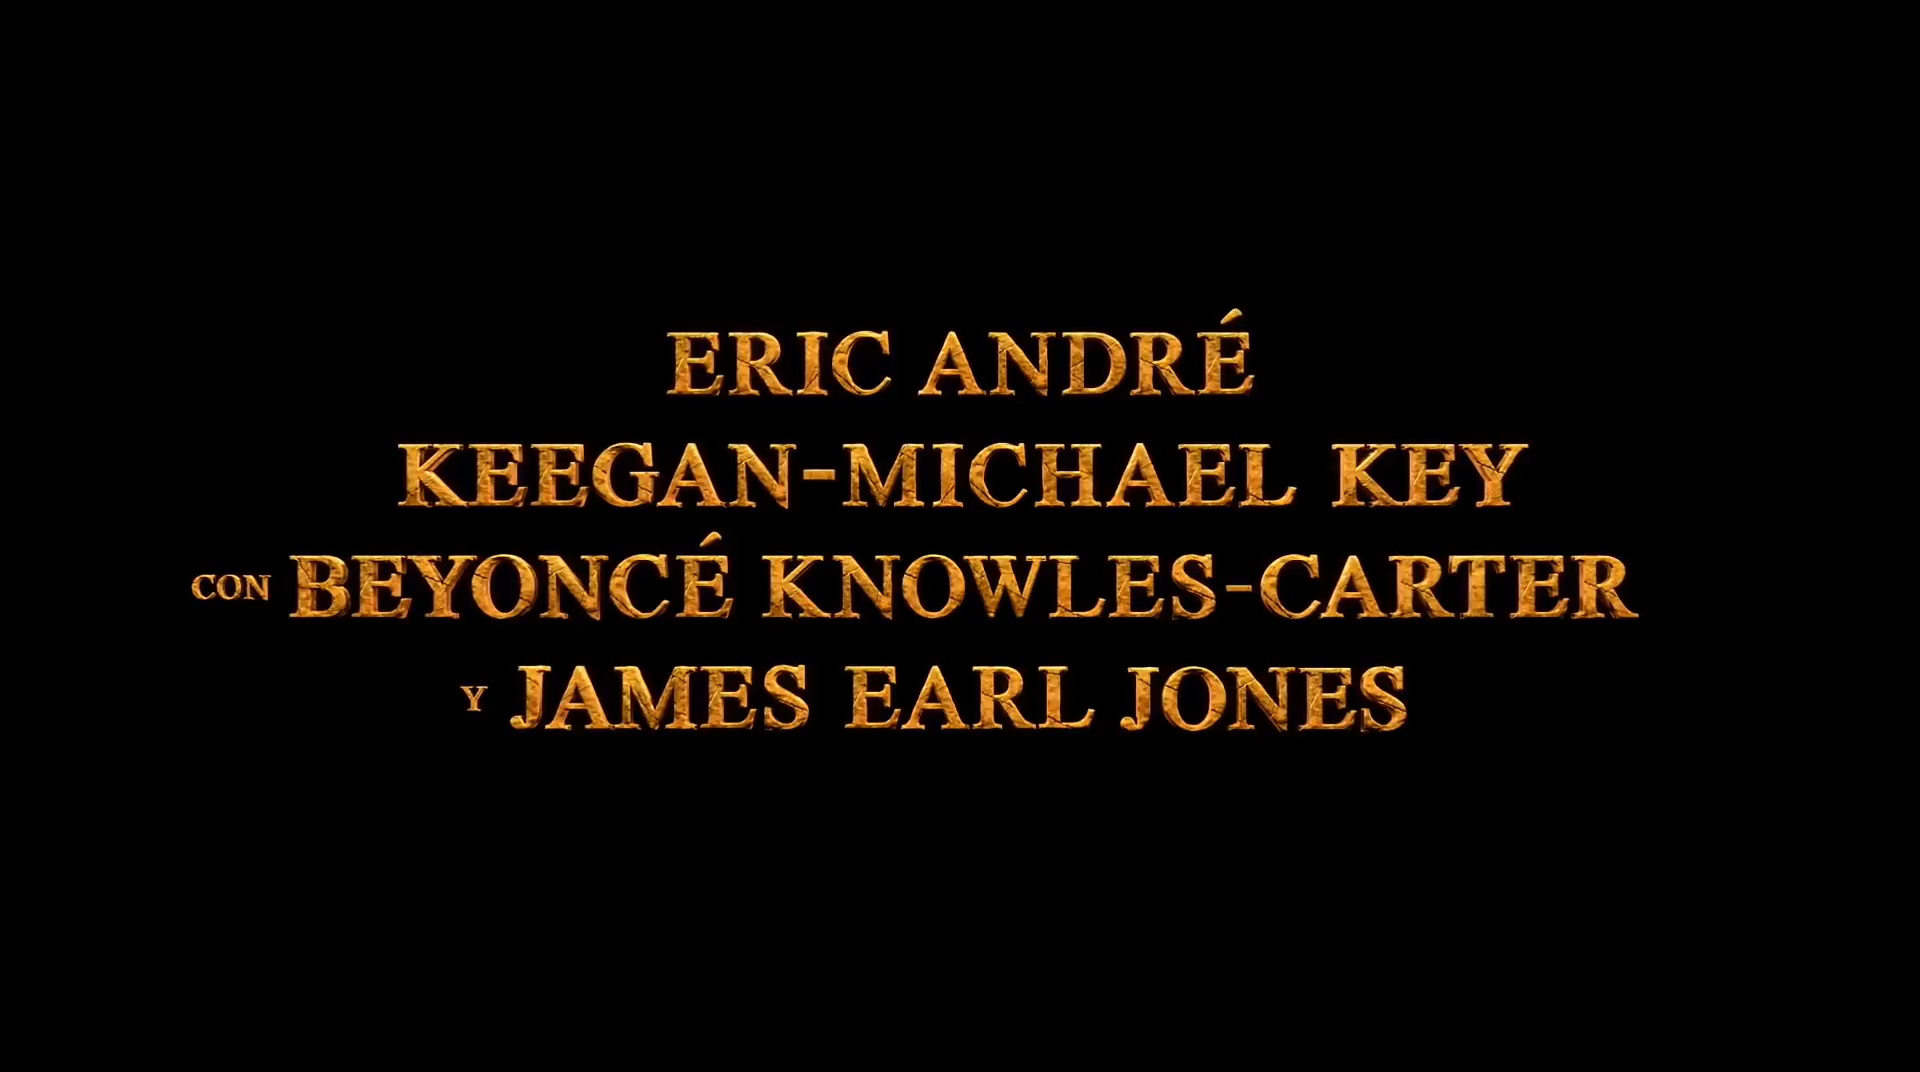 ERIC ANDRÉ
KEEGAN-MICHAEL KEY
CON BEYONCÉ KNOWLES-CARTER
Y JAMES EARL JONES